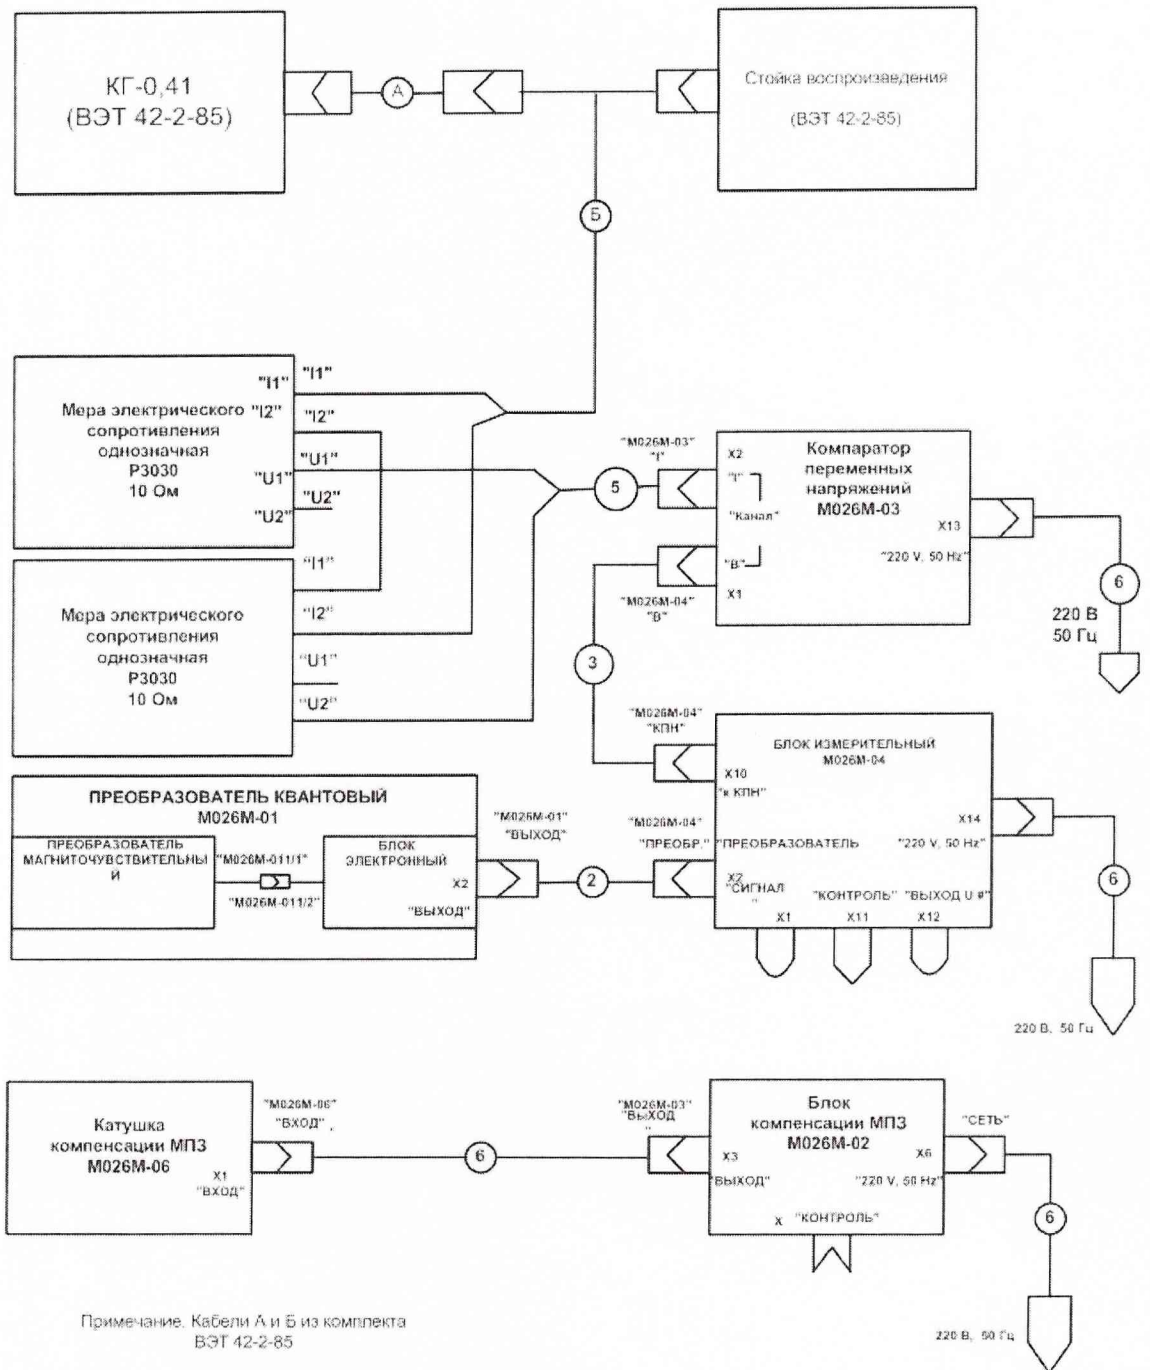 КГ-0,41
(ВЭТ 42-2-85)
А
Стойка воспроизведения
(ВЭТ 42-2-85)
Б
Мера электрического
сопротивления
однозначная
Р3030
10 Ом
"I1"
"I2"
"U1"
"U2"
"I1"
"I2"
"U1"
"U2"
Мера электрического
сопротивления
однозначная
Р3030
10 Ом
"I1"
"I2"
"U1"
"U2"
5
"М026М-03"
"I"
"М026М-04"
"В"
X2
"I"
"Канал"
"В"
X1
Компаратор
переменных
напряжений
М026М-03
X13
"220 V, 50 Hz"
6
220 В
50 Гц
3
"М026М-04"
"КПН"
БЛОК ИЗМЕРИТЕЛЬНЫЙ
М026М-04
X10
"к КПН"
X14
"220 V, 50 Hz"
6
220 В, 50 Гц
ПРЕОБРАЗОВАТЕЛЬ КВАНТОВЫЙ
М026М-01
ПРЕОБРАЗОВАТЕЛЬ
МАГНИТОЧУВСТВИТЕЛЬНЫ
Й
"М026М-011/1"
"М026М-011/2"
БЛОК
ЭЛЕКТРОННЫЙ
X2
"ВЫХОД"
"М026М-01"
"ВЫХОД"
2
"М026М-04"
"ПРЕОБР."
"ПРЕОБРАЗОВАТЕЛЬ
X2
"СИГНАЛ
"
X1
"КОНТРОЛЬ"
X11
"ВЫХОД U #"
X12
Катушка
компенсации МПЗ
М026М-06
X1
"ВХОД"
"М026М-06"
"ВХОД" .
6
"М026М-03"
"ВЫХОД
"
Блок
компенсации МПЗ
М026М-02
X3
"ВЫХОД"
X6
"220 V, 50 Hz"
X "КОНТРОЛЬ"
"СЕТЬ"
6
220 В, 50 Гц
Примечание. Кабели А и Б из комплекта
ВЭТ 42-2-85